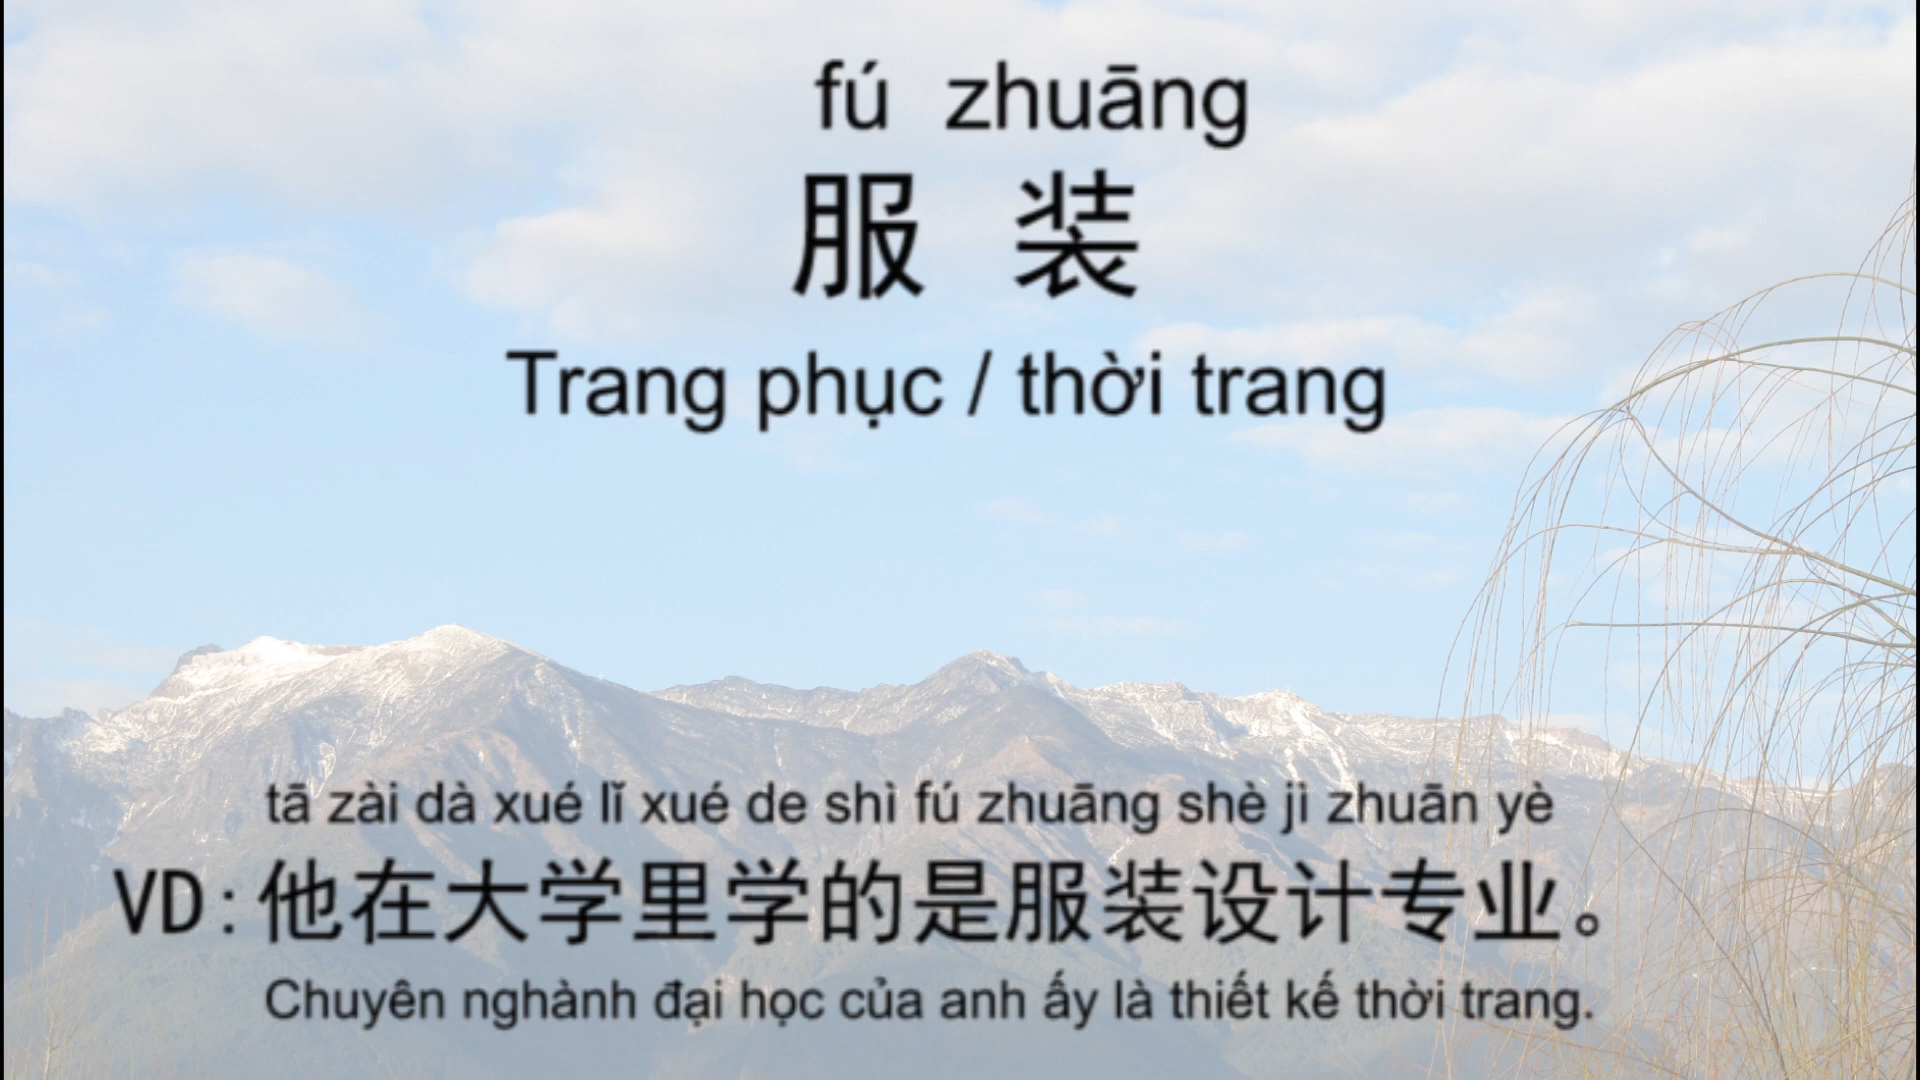 fú zhuāng
服装
Trang phục / thời trang
tā zài dà xué lǐ xué de shì fú zhuāng shè jì zhuān yè
VD: 他在大学里学的是服装设计专业。
Chuyên nghành đại học của anh ấy là thiết kế thời trang.